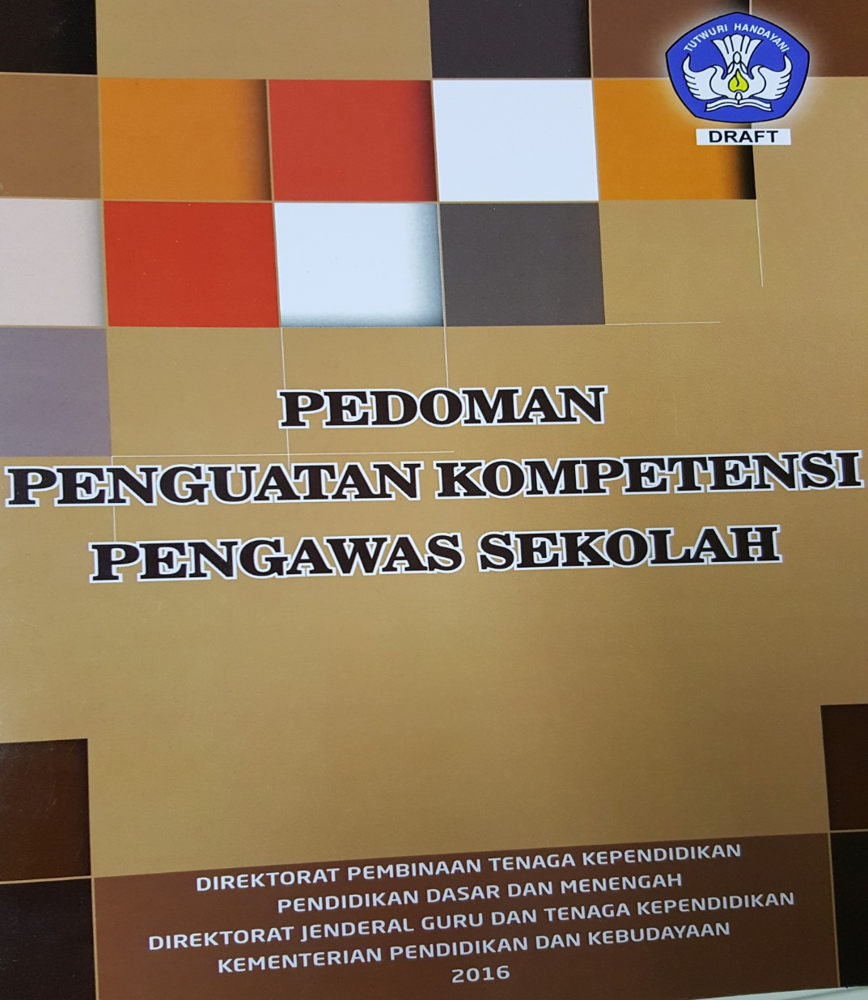 TUTWURI HANDAYANI
DRAFT
PEDOMAN
PENGUATAN KOMPETENSI
PENGAWAS SEKOLAH
DIREKTORAT PEMBINAAN TENAGA KEPENDIDIKAN
PENDIDIKAN DASAR DAN MENENGAH
DIREKTORAT JENDERAL GURU DAN TENAGA KEPENDIDIKAN
KEMENTERIAN PENDIDIKAN DAN KEBUDAYAAN
2016